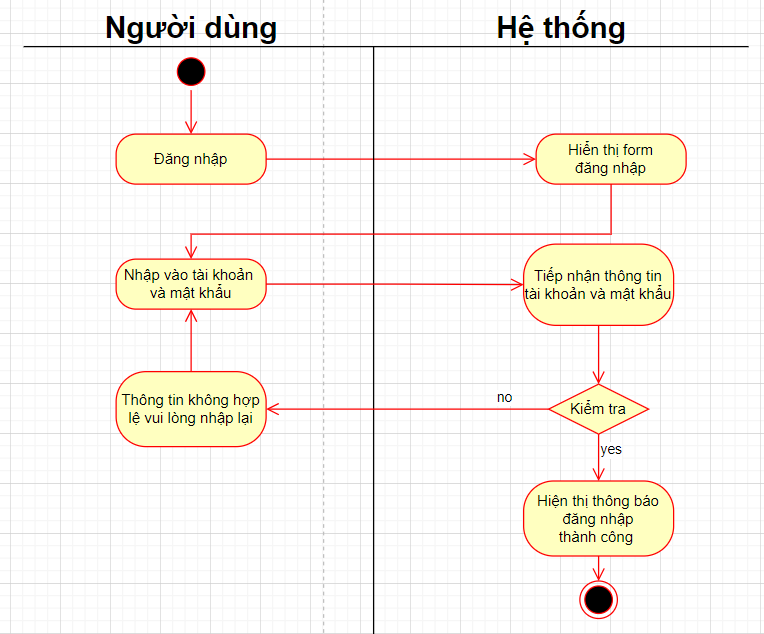 Người dùng
Hệ thống
Đăng nhập
Hiển thị form
đăng nhập
Nhập vào tài khoản
và mật khẩu
Tiếp nhận thông tin
tài khoản và mật khẩu
Thông tin không hợp
lệ vui lòng nhập lại
no
Kiểm tra
yes
Hiện thị thông báo
đăng nhập
thành công